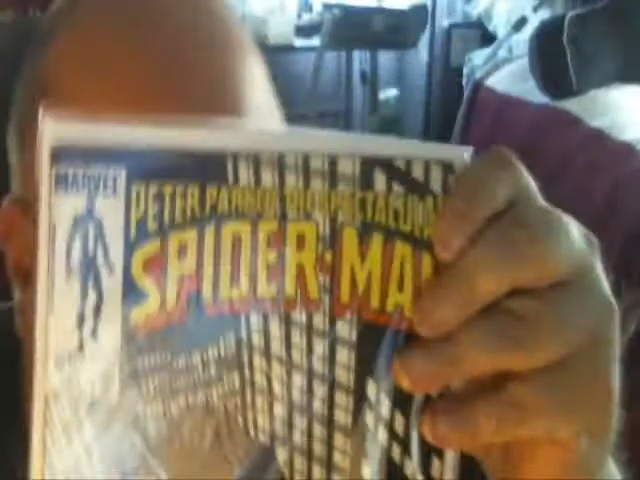 MARVEL
PETER PARKER, THE SPECTACULAR
SPIDER-MAN